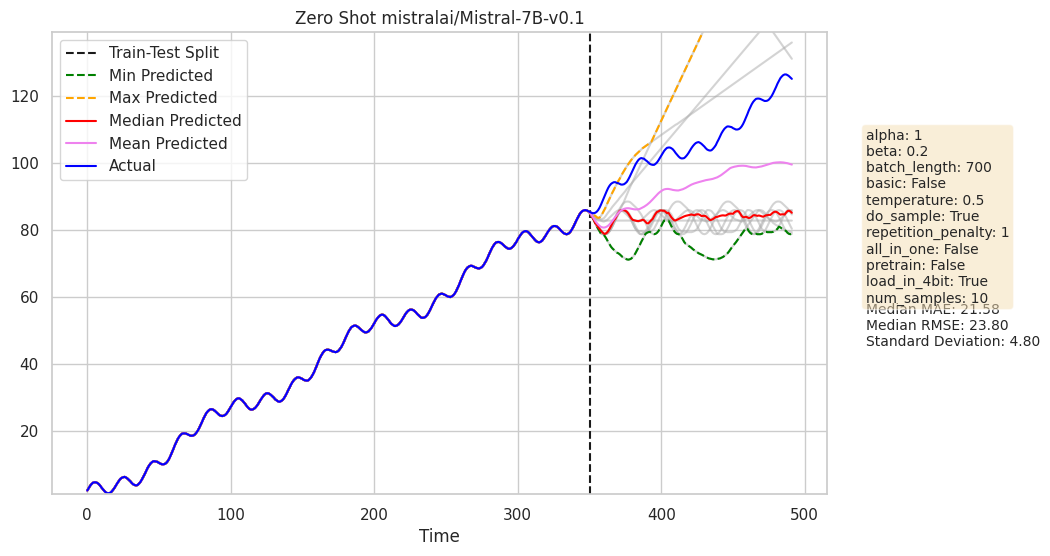 Zero Shot mistralai/Mistral-7B-v0.1
Train-Test Split
Min Predicted
Max Predicted
Median Predicted
Mean Predicted
Actual
120
100
80
60
40
20
0
100
200
300
400
500
Time
alpha: 1
beta: 0.2
batch_length: 700
basic: False
temperature: 0.5
do_sample: True
repetition_penalty: 1
all_in_one: False
pretrain: False
load_in_4bit: True
num_samples: 10
Median MAE: 21.58
Median RMSE: 23.80
Standard Deviation: 4.80